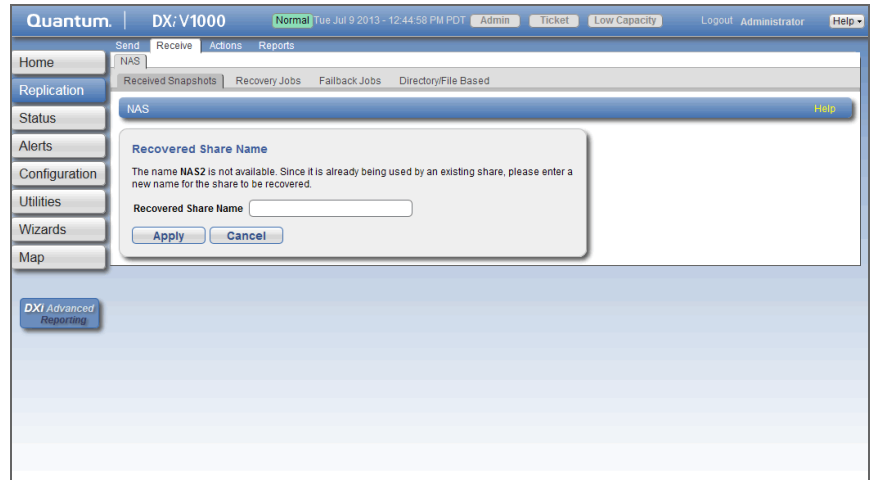 Quantum. DXi V1000 Normal Tue Jul 9 2013 - 12:44:58 PM PDT Admin Ticket Low Capacity Logout Administrator Help
Send Receive Actions Reports
Home
NAS
Received Snapshots Recovery Jobs Failback Jobs Directory/File Based
Replication
NAS Help
Status
Alerts
Configuration
Utilities
Wizards
Map
Recovered Share Name
The name NAS2 is not available. Since it is already being used by an existing share, please enter a
new name for the share to be recovered.
Recovered Share Name
Apply Cancel
DXi Advanced
Reporting